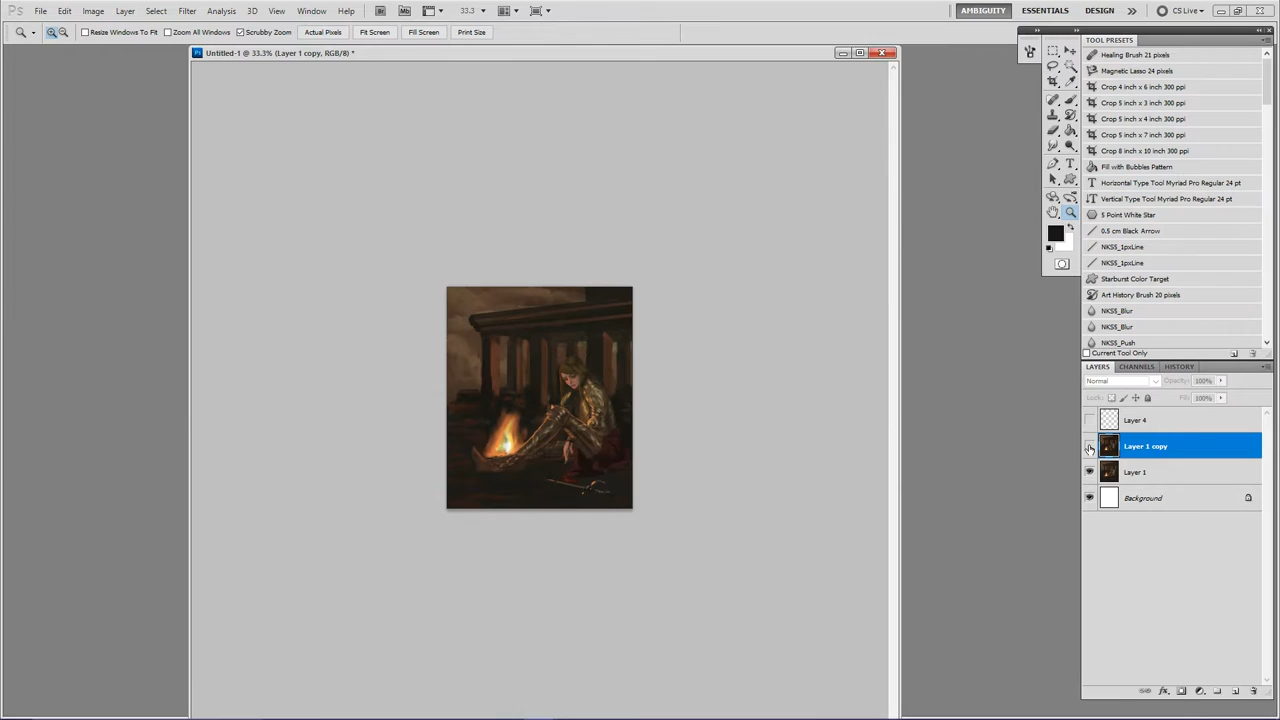 Ps File Edit Image Layer Select Filter Analysis 3D View Window Help Br Mb 33.3 AMBIGUITY ESSENTIALS DESIGN CS Live
Resize Windows To Fit Zoom All Windows Scrubby Zoom Actual Pixels Fit Screen Fill Screen Print Size
TOOL PRESETS
Untitled-1 @ 33.3% (Layer 1 copy, RGB/8) *
Healing Brush 21 pixels
Magnetic Lasso 24 pixels
Crop 4 inch x 6 inch 300 ppi
Crop 5 inch x 3 inch 300 ppi
Crop 5 inch x 4 inch 300 ppi
Crop 5 inch x 7 inch 300 ppi
Crop 8 inch x 10 inch 300 ppi
Fill with Bubbles Pattern
Horizontal Type Tool Myriad Pro Regular 24 pt
Vertical Type Tool Myriad Pro Regular 24 pt
5 Point White Star
0.5 cm Black Arrow
NKS5_1pxLine
NKS5_1pxLine
Starburst Color Target
Art History Brush 20 pixels
NKS5_Blur
NKS5_Blur
NKS5_Push
Current Tool Only
LAYERS CHANNELS HISTORY
Normal Opacity: 100%
Lock: Fill: 100%
Layer 4
Layer 1 copy
Layer 1
Background